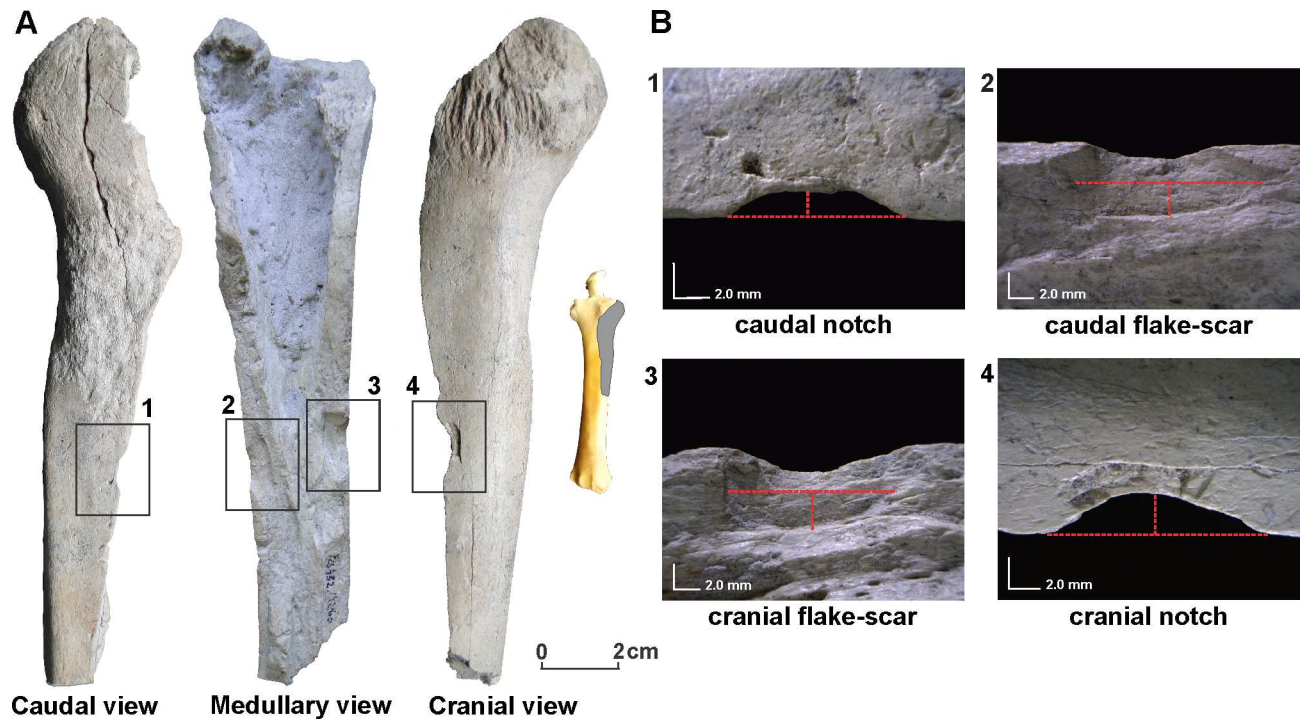 A
B
1
2
3
4
0
2 cm
Caudal view
Medullary view
Cranial view
1
2.0 mm
caudal notch
2
2.0 mm
caudal flake-scar
3
2.0 mm
cranial flake-scar
4
2.0 mm
cranial notch